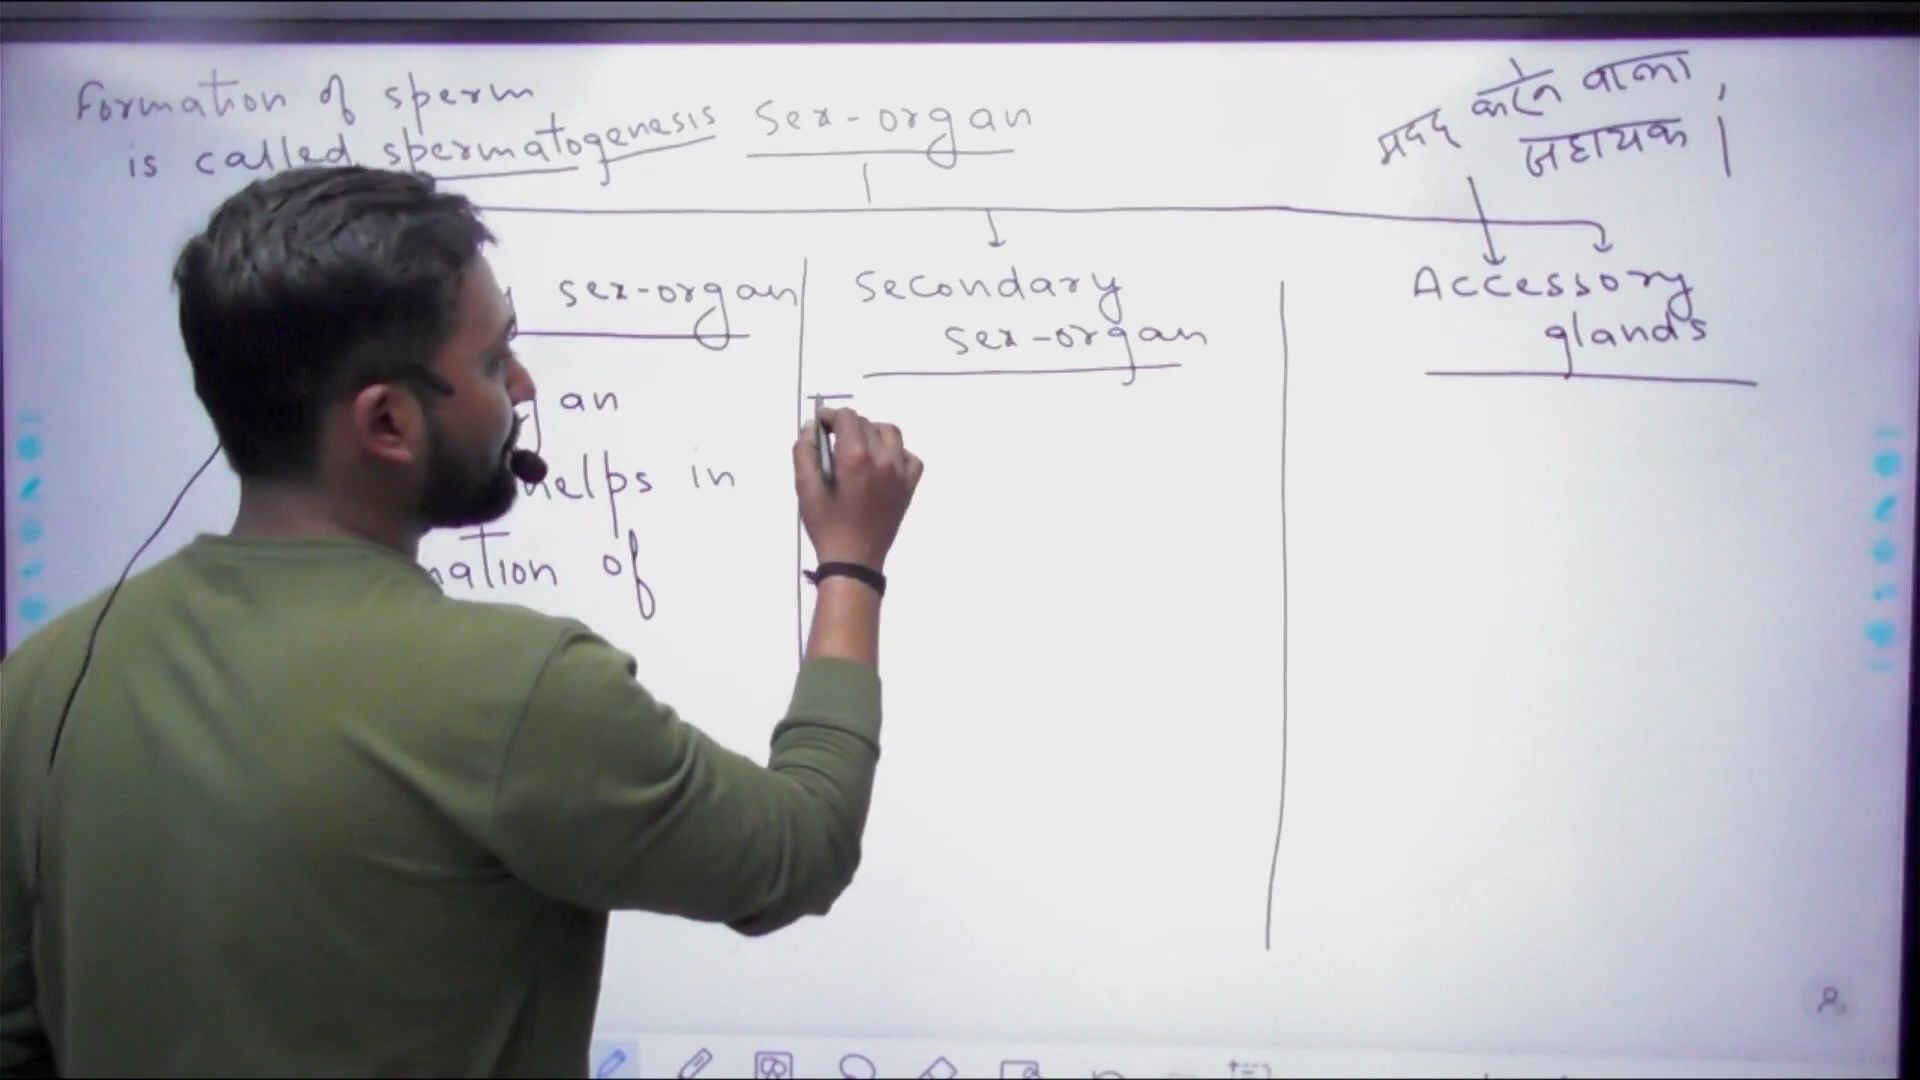 Formation of sperm
is called spermatogenesis
Sex-organ
मदद करने वाला,
सहायक |
sex-organ
an
helps in
mation of
Secondary
sex-organ
Accessory
glands